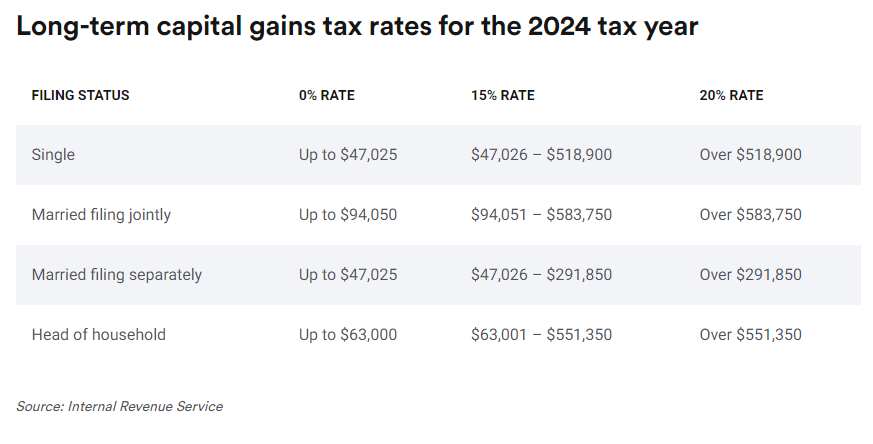 Long-term capital gains tax rates for the 2024 tax year
FILING STATUS 0% RATE 15% RATE 20% RATE
Single Up to $47,025 $47,026 – $518,900 Over $518,900
Married filing jointly Up to $94,050 $94,051 – $583,750 Over $583,750
Married filing separately Up to $47,025 $47,026 – $291,850 Over $291,850
Head of household Up to $63,000 $63,001 – $551,350 Over $551,350
Source: Internal Revenue Service